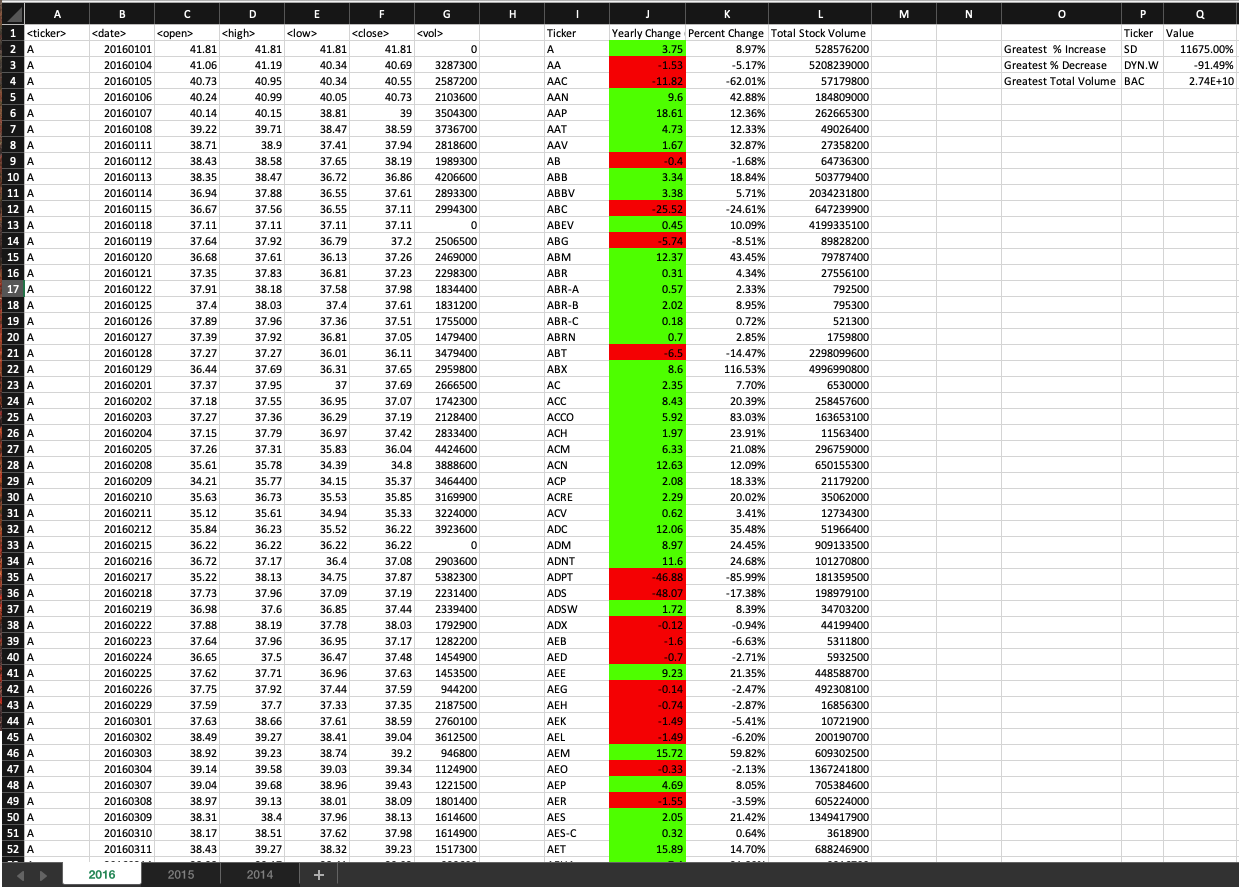 A B C D E F G H I J K L M N O P Q
1 <ticker> <date> <open> <high> <low> <close> <vol> Ticker Yearly Change Percent Change Total Stock Volume Ticker Value
2 A 20160101 41.81 41.81 41.81 41.81 0 A 3.75 8.97% 528576200 Greatest % Increase SD 11675.00%
3 A 20160104 41.06 41.19 40.34 40.69 3287300 AA -1.53 -5.17% 5208239000 Greatest % Decrease DYN.W -91.49%
4 A 20160105 40.73 40.95 40.34 40.55 2587200 AAC -11.82 -62.01% 57179800 Greatest Total Volume BAC 2.74E+10
5 A 20160106 40.24 40.99 40.05 40.73 2103600 AAN 9.6 42.88% 184809000
6 A 20160107 40.14 40.15 38.81 39 3504300 AAP 18.61 12.36% 262665300
7 A 20160108 39.22 39.71 38.47 38.59 3736700 AAT 4.73 12.33% 49026400
8 A 20160111 38.71 38.9 37.41 37.94 2818600 AAV 1.67 32.87% 27358200
9 A 20160112 38.43 38.58 37.65 38.19 1989300 AB -0.4 -1.68% 64736300
10 A 20160113 38.35 38.47 36.72 36.86 4206600 ABB 3.34 18.84% 503779400
11 A 20160114 36.94 37.88 36.55 37.61 2893300 ABBV 3.38 5.71% 2034231800
12 A 20160115 36.67 37.56 36.55 37.11 2994300 ABC -25.52 -24.61% 647239900
13 A 20160118 37.11 37.11 37.11 37.11 0 ABEV 0.45 10.09% 4199335100
14 A 20160119 37.64 37.92 36.79 37.2 2506500 ABG -5.74 -8.51% 89828200
15 A 20160120 36.68 37.61 36.13 37.26 2469000 ABM 12.37 43.45% 79787400
16 A 20160121 37.35 37.83 36.81 37.23 2298300 ABR 0.31 4.34% 27556100
17 A 20160122 37.91 38.18 37.58 37.98 1834400 ABR-A 0.57 2.33% 792500
18 A 20160125 37.4 38.03 37.4 37.61 1831200 ABR-B 2.02 8.95% 795300
19 A 20160126 37.89 37.96 37.36 37.51 1755000 ABR-C 0.18 0.72% 521300
20 A 20160127 37.39 37.92 36.81 37.05 1479400 ABRN 0.7 2.85% 1759800
21 A 20160128 37.27 37.27 36.01 36.11 3479400 ABT -6.5 -14.47% 2298099600
22 A 20160129 36.44 37.69 36.31 37.65 2959800 ABX 8.6 116.53% 4996990800
23 A 20160201 37.37 37.95 37 37.69 2666500 AC 2.35 7.70% 6530000
24 A 20160202 37.18 37.55 36.95 37.07 1742300 ACC 8.43 20.39% 258457600
25 A 20160203 37.27 37.36 36.29 37.19 2128400 ACCO 5.92 83.03% 163653100
26 A 20160204 37.15 37.79 36.97 37.42 2833400 ACH 1.97 23.91% 11563400
27 A 20160205 37.26 37.31 35.83 36.04 4424600 ACM 6.33 21.08% 296759000
28 A 20160208 35.61 35.78 34.39 34.8 3888600 ACN 12.63 12.09% 650155300
29 A 20160209 34.21 35.77 34.15 35.37 3464400 ACP 2.08 18.33% 21179200
30 A 20160210 35.63 36.73 35.53 35.85 3169900 ACRE 2.29 20.02% 35062000
31 A 20160211 35.12 35.61 34.94 35.33 3224000 ACV 0.62 3.41% 12734300
32 A 20160212 35.84 36.23 35.52 36.22 3923600 ADC 12.06 35.48% 51966400
33 A 20160215 36.22 36.22 36.22 36.22 0 ADM 8.97 24.45% 909133500
34 A 20160216 36.72 37.17 36.4 37.08 2903600 ADNT 11.6 24.68% 101270800
35 A 20160217 35.22 38.13 34.75 37.87 5382300 ADPT -46.88 -85.99% 181359500
36 A 20160218 37.73 37.96 37.09 37.19 2231400 ADS -48.07 -17.38% 198979100
37 A 20160219 36.98 37.6 36.85 37.44 2339400 ADSW 1.72 8.39% 34703200
38 A 20160222 37.88 38.19 37.78 38.03 1792900 ADX -0.12 -0.94% 44199400
39 A 20160223 37.64 37.96 36.95 37.17 1282200 AEB -1.6 -6.63% 5311800
40 A 20160224 36.65 37.5 36.47 37.48 1454900 AED -0.7 -2.71% 5932500
41 A 20160225 37.62 37.71 36.96 37.63 1453500 AEE 9.23 21.35% 448588700
42 A 20160226 37.75 37.92 37.44 37.59 944200 AEG -0.14 -2.47% 492308100
43 A 20160229 37.59 37.7 37.33 37.35 2187500 AEH -0.74 -2.87% 16856300
44 A 20160301 37.63 38.66 37.61 38.59 2760100 AEK -1.49 -5.41% 10721900
45 A 20160302 38.49 39.27 38.41 39.04 3612500 AEL -1.49 -6.20% 200190700
46 A 20160303 38.92 39.23 38.74 39.2 946800 AEM 15.72 59.82% 609302500
47 A 20160304 39.14 39.58 39.03 39.34 1124900 AEO -0.33 -2.13% 1367241800
48 A 20160307 39.04 39.68 38.96 39.43 1221500 AEP 4.69 8.05% 705384600
49 A 20160308 38.97 39.13 38.01 38.09 1801400 AER -1.55 -3.59% 605224000
50 A 20160309 38.31 38.4 37.96 38.13 1614600 AES 2.05 21.42% 1349417900
51 A 20160310 38.17 38.51 37.62 37.98 1614900 AES-C 0.32 0.64% 3618900
52 A 20160311 38.43 39.27 38.32 39.23 1517300 AET 15.89 14.70% 688246900
2016 2015 2014 +